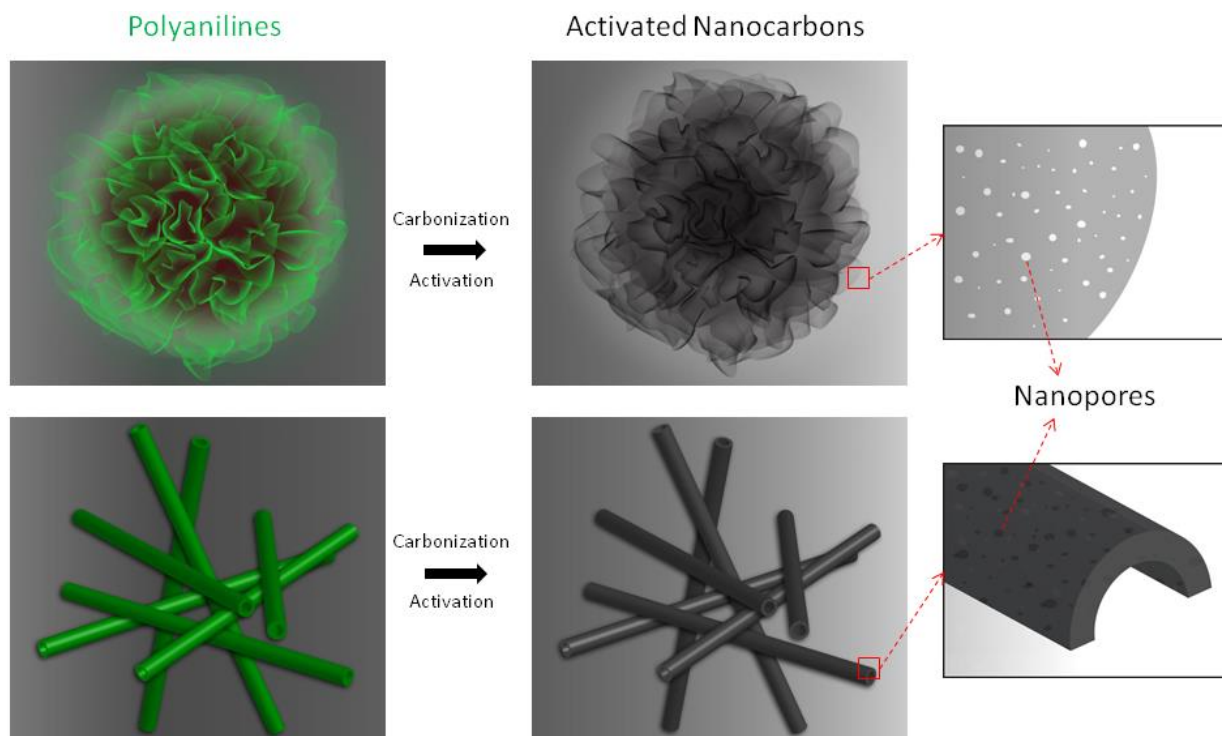 Polyanilines
Activated Nanocarbons
Carbonization
Activation
Nanopores
Carbonization
Activation